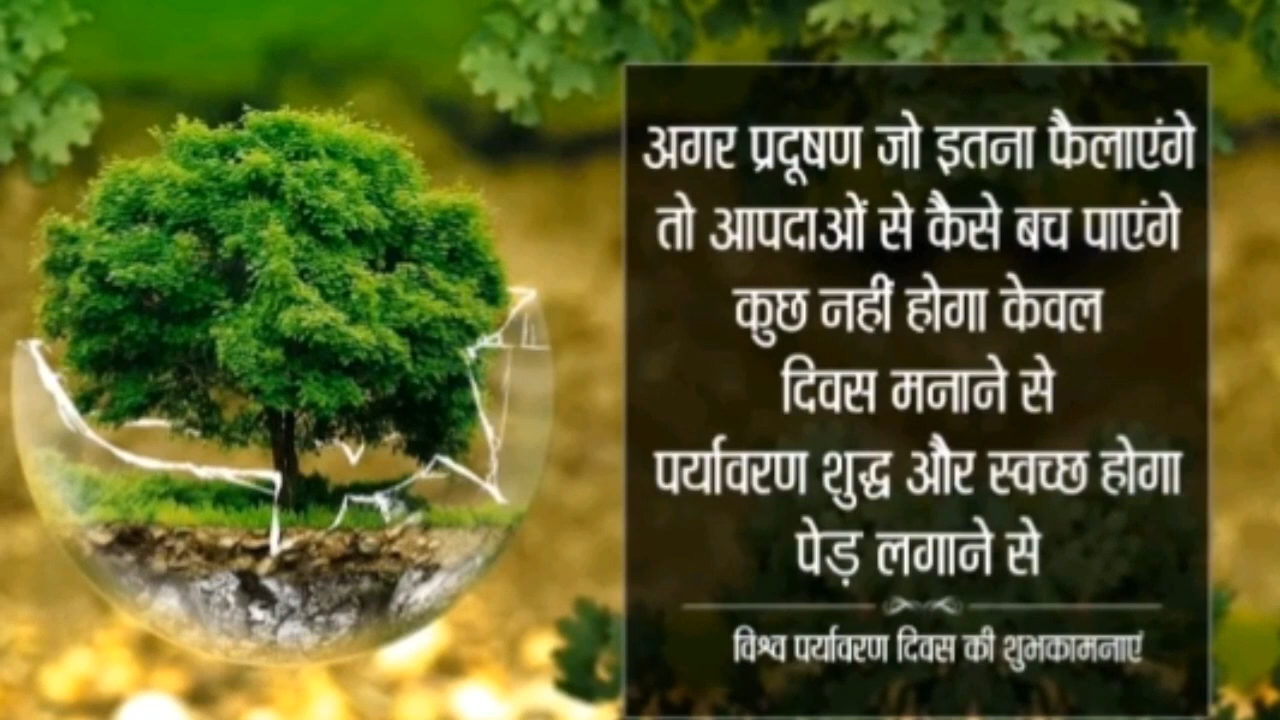 अगर प्रदूषण जो इतना फैलाएंगे
तो आपदाओं से कैसे बच पाएंगे
कुछ नहीं होगा केवल
दिवस मनाने से
पर्यावरण शुद्ध और स्वच्छ होगा
पेड़ लगाने से
विश्व पर्यावरण दिवस की शुभकामनाएं